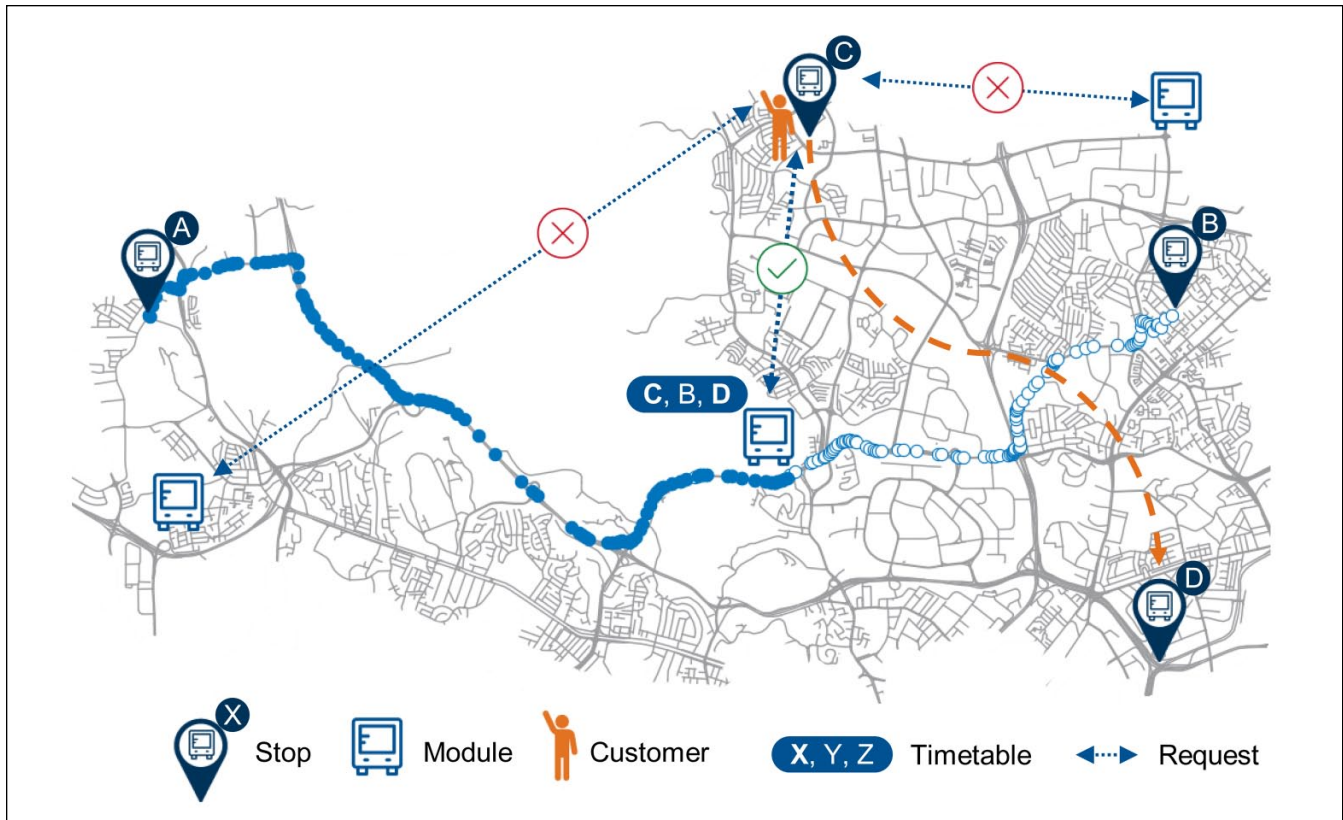 C
A
B
C, B, D
D
X
Stop
Module
Customer
X, Y, Z
Timetable
Request